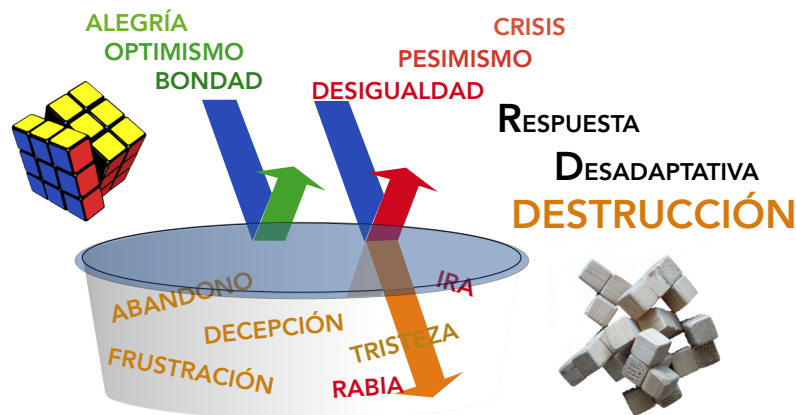 ALEGRÍA
OPTIMISMO
BONDAD
CRISIS
PESIMISMO
DESIGUALDAD
RESPUESTA
DESADAPTATIVA
DESTRUCCIÓN
ABANDONO
IRA
DECEPCIÓN
TRISTEZA
FRUSTRACIÓN
RABIA